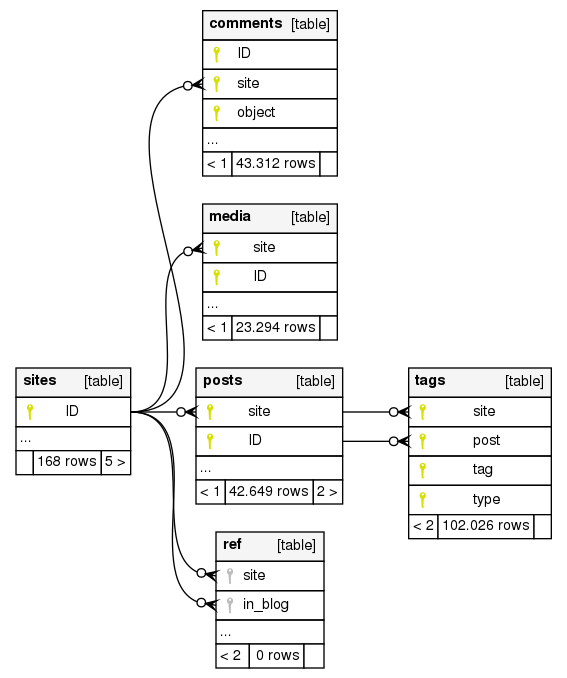 comments [table]
ID
site
object
...
< 1 43.312 rows
media [table]
site
ID
...
< 1 23.294 rows
sites [table]
ID
...
168 rows 5 >
posts [table]
site
ID
...
< 1 42.649 rows 2 >
tags [table]
site
post
tag
type
< 2 102.026 rows
ref [table]
site
in_blog
...
< 2 0 rows